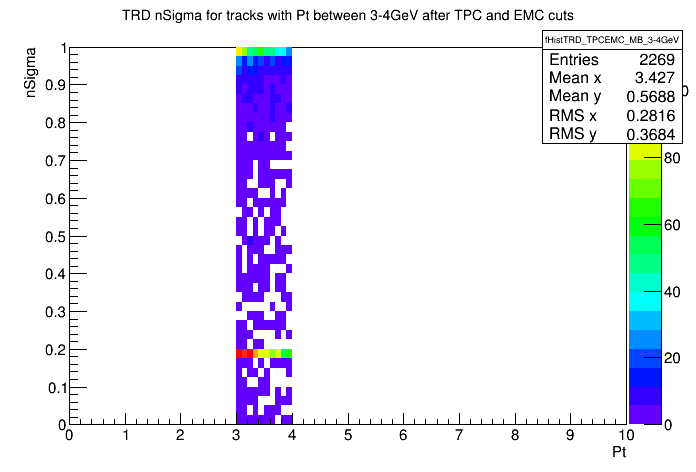 TRD nSigma for tracks with Pt between 3-4GeV after TPC and EMC cuts
fHistTRD_TPCEMC_MB_3-4GeV
Entries 2269
Mean x 3.427
Mean y 0.5688
RMS x 0.2816
RMS y 0.3684
nSigma
1
0.9
0.8
0.7
0.6
0.5
0.4
0.3
0.2
0.1
0
0 1 2 3 4 5 6 7 8 9 10
Pt
0
80
60
40
20
0